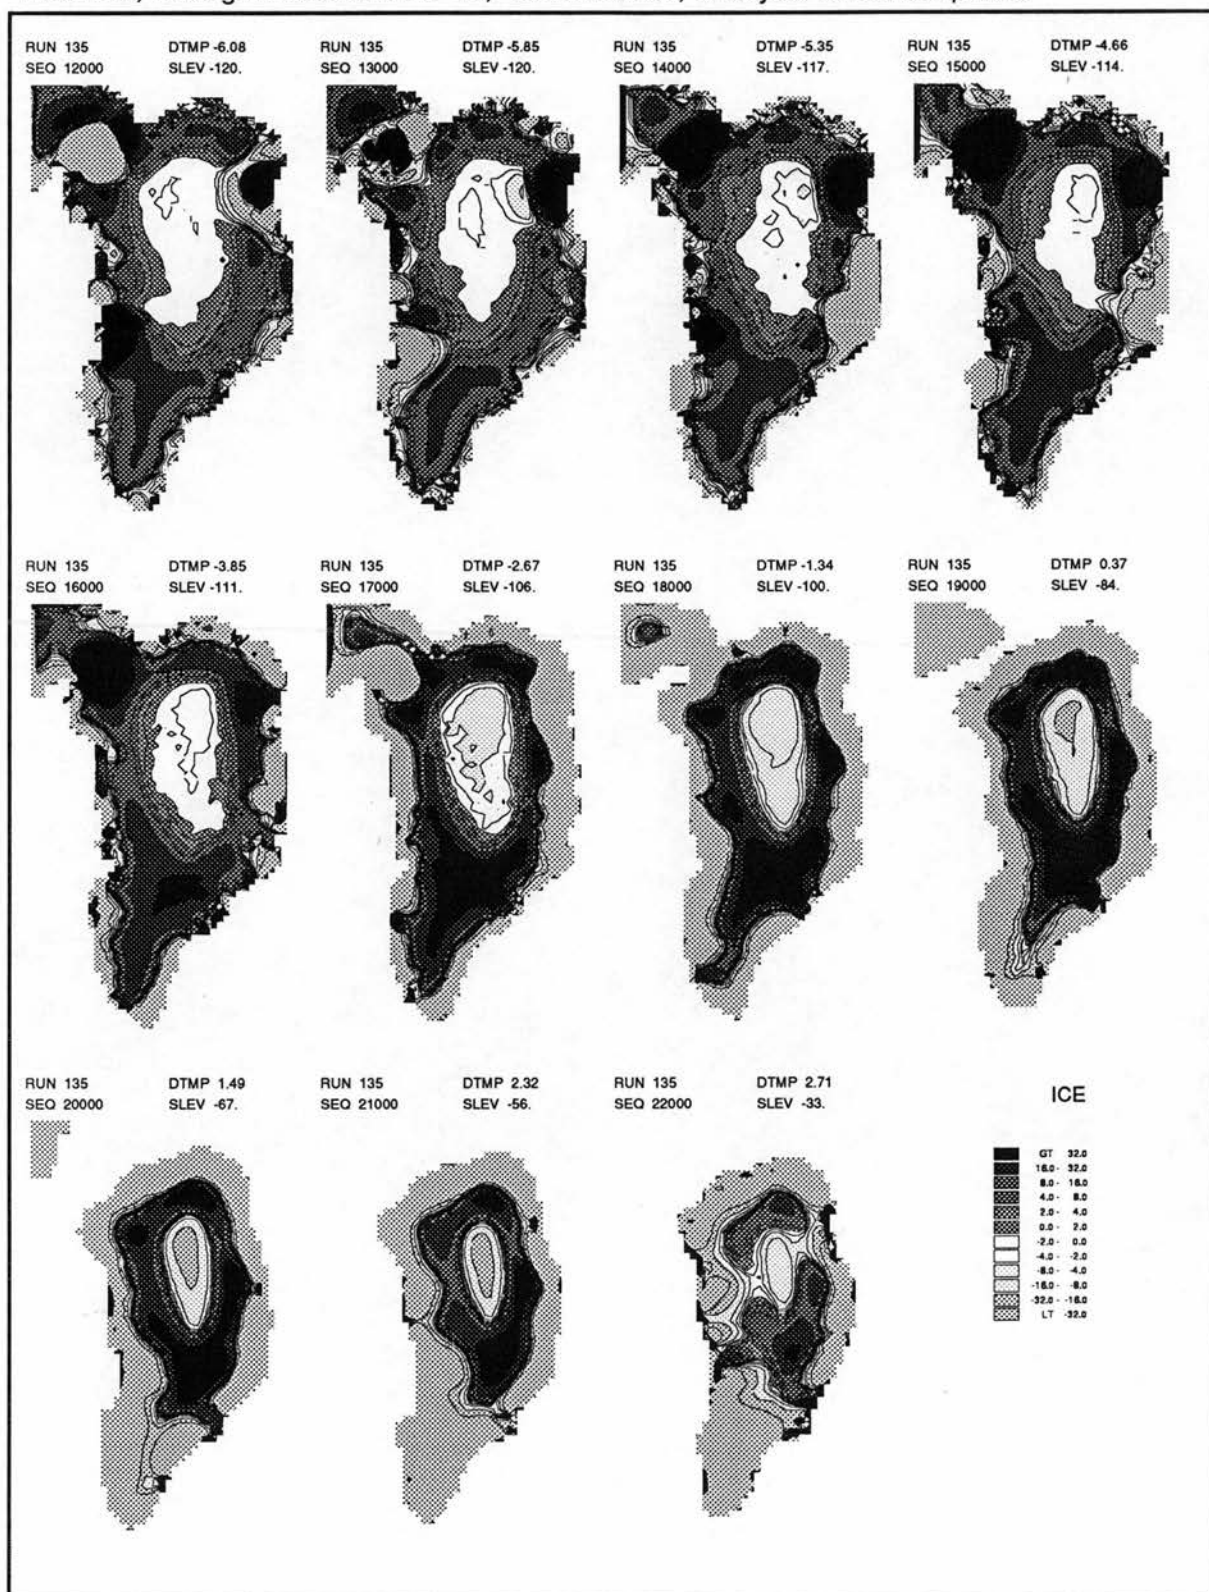 RUN 135 DTMP -6.08 RUN 135 DTMP -5.85 RUN 135 DTMP -5.35 RUN 135 DTMP -4.66
SEQ 12000 SLEV -120. SEQ 13000 SLEV -120. SEQ 14000 SLEV -117. SEQ 15000 SLEV -114.
RUN 135 DTMP -3.85 RUN 135 DTMP -2.67 RUN 135 DTMP -1.34 RUN 135 DTMP 0.37
SEQ 16000 SLEV -111. SEQ 17000 SLEV -106. SEQ 18000 SLEV -100. SEQ 19000 SLEV -84.
RUN 135 DTMP 1.49 RUN 135 DTMP 2.32 RUN 135 DTMP 2.71
SEQ 20000 SLEV -67. SEQ 21000 SLEV -56. SEQ 22000 SLEV -33.
ICE
GT 32.0
16.0 - 32.0
8.0 - 16.0
4.0 - 8.0
2.0 - 4.0
0.0 - 2.0
-2.0 - 0.0
-4.0 - -2.0
-8.0 - -4.0
-16.0 - -8.0
-32.0 - -16.0
LT -32.0